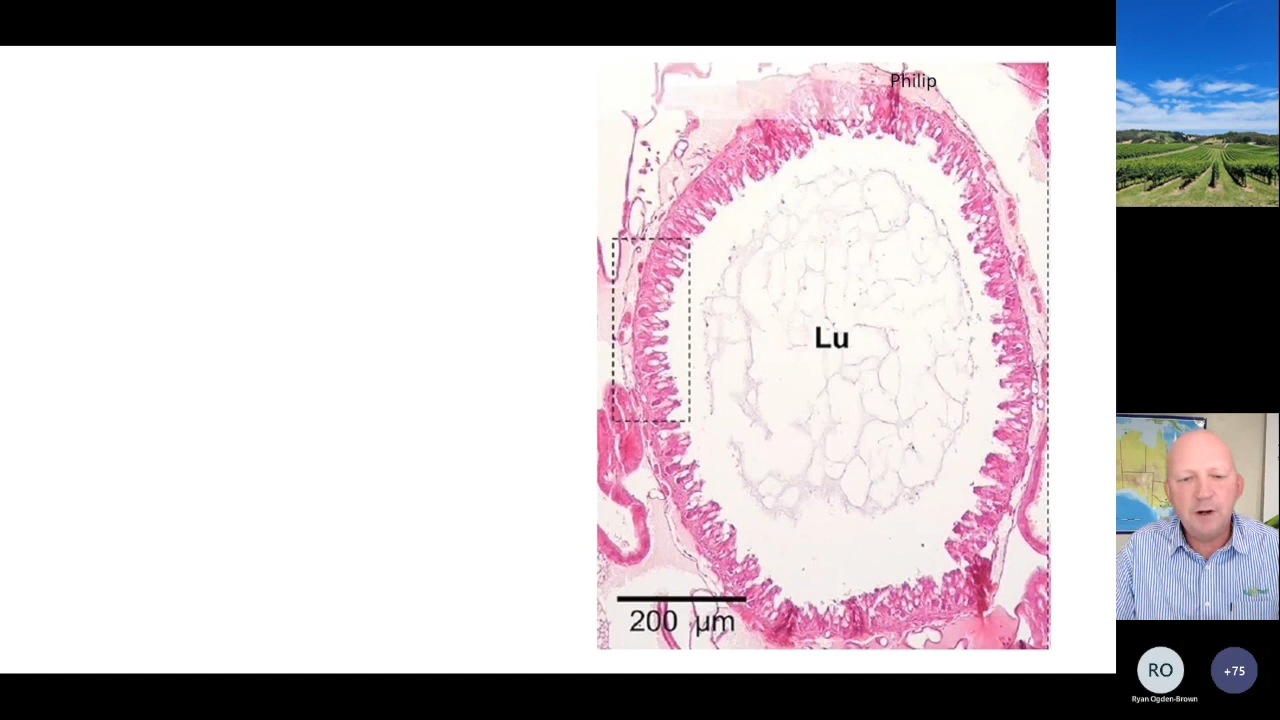 Philip
Lu
200 μm
RO
+75
Ryan Ogden-Brown